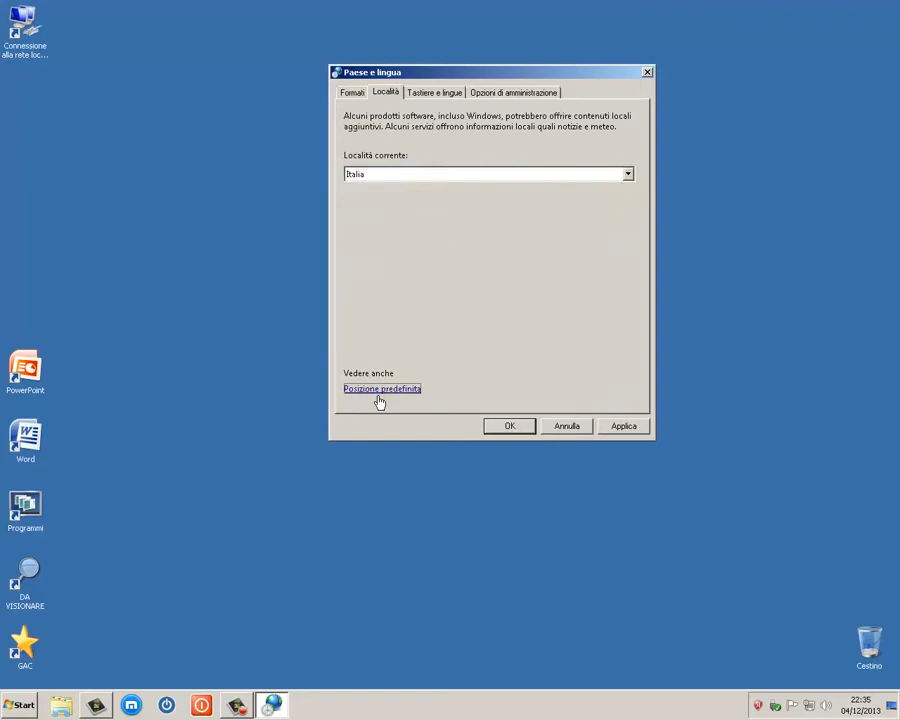 Connessione
alla rete loc...
Paese e lingua
Formati
Località
Tastiere e lingue
Opzioni di amministrazione
Alcuni prodotti software, incluso Windows, potrebbero offrire contenuti locali
aggiuntivi. Alcuni servizi offrono informazioni locali quali notizie e meteo.
Località corrente:
Italia
Vedere anche
Posizione predefinita
OK
Annulla
Applica
PowerPoint
Word
Programmi
DA
VISIONARE
GAC
Cestino
Start
22:35
04/12/2013